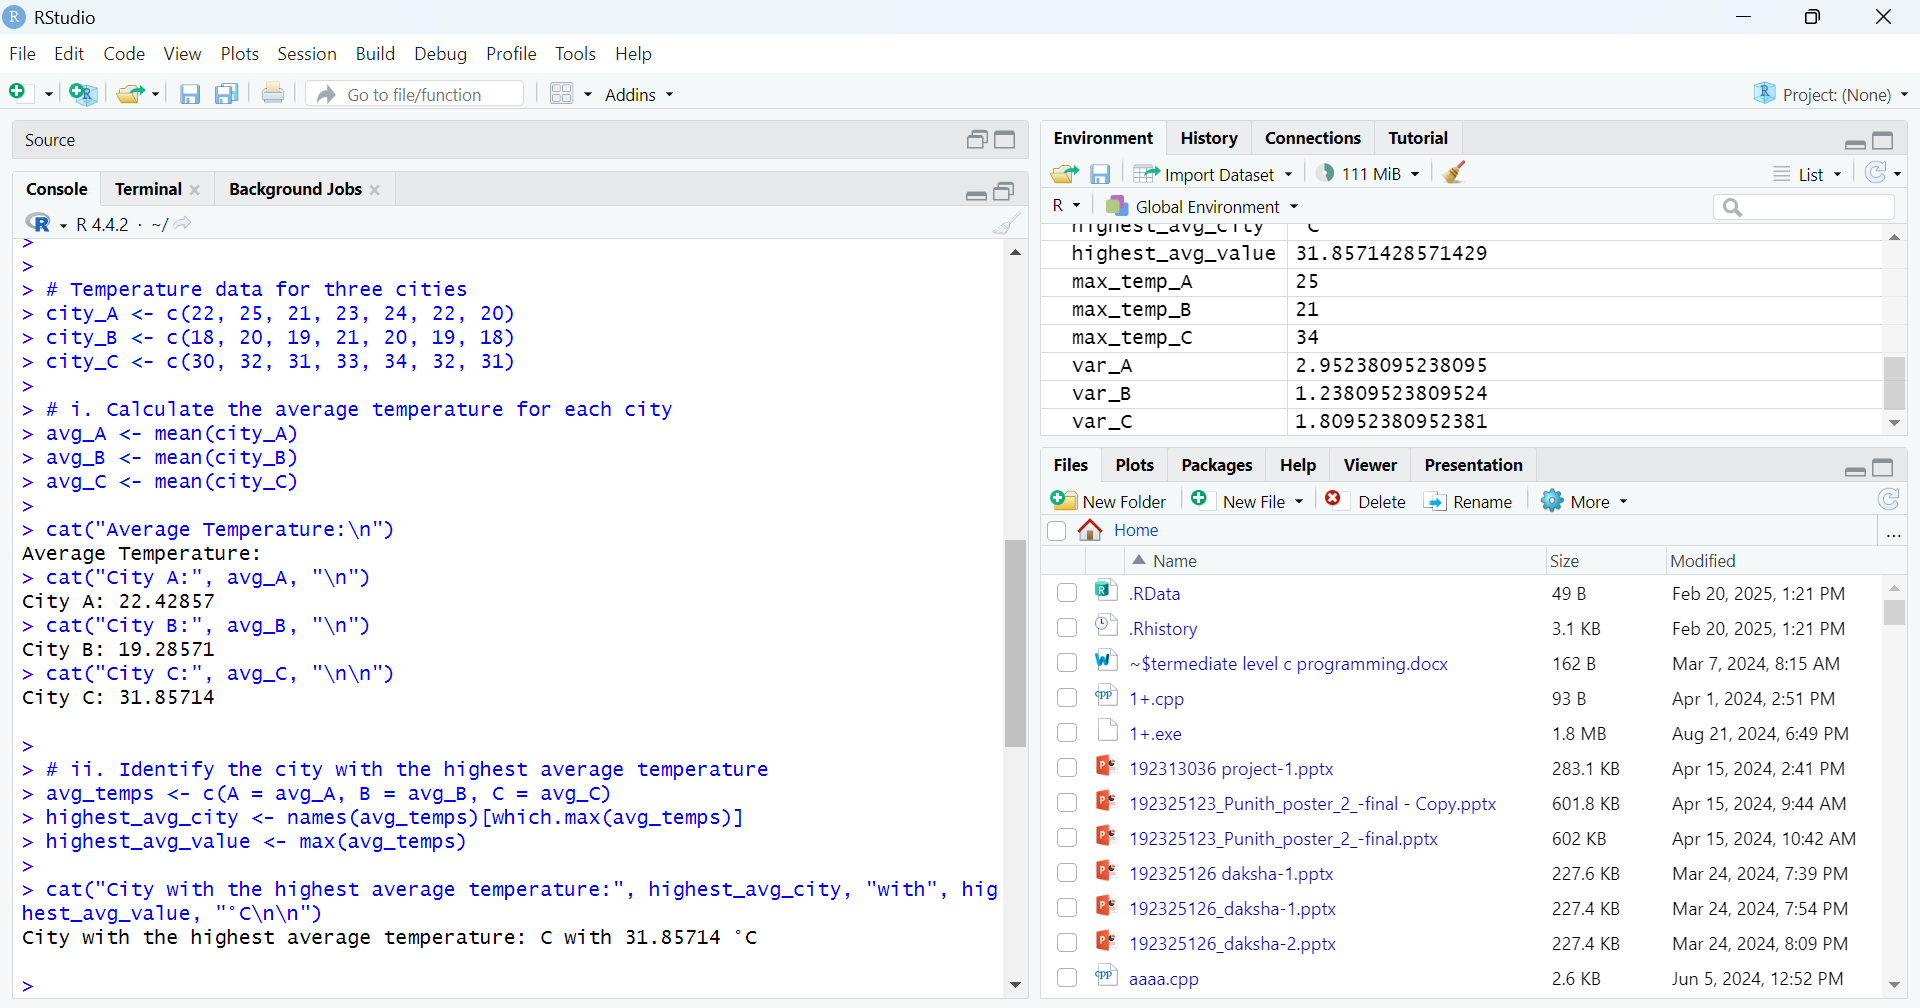 RStudio
File Edit Code View Plots Session Build Debug Profile Tools Help
Go to file/function Addins Project: (None)
Source
Console Terminal Background Jobs
R 4.4.2 · ~/
>
>
> # Temperature data for three cities
> city_A <- c(22, 25, 21, 23, 24, 22, 20)
> city_B <- c(18, 20, 19, 21, 20, 19, 18)
> city_C <- c(30, 32, 31, 33, 34, 32, 31)
>
> # i. Calculate the average temperature for each city
> avg_A <- mean(city_A)
> avg_B <- mean(city_B)
> avg_C <- mean(city_C)
>
> cat("Average Temperature:\n")
Average Temperature:
> cat("City A:", avg_A, "\n")
City A: 22.42857
> cat("City B:", avg_B, "\n")
City B: 19.28571
> cat("City C:", avg_C, "\n\n")
City C: 31.85714
>
> # ii. Identify the city with the highest average temperature
> avg_temps <- c(A = avg_A, B = avg_B, C = avg_C)
> highest_avg_city <- names(avg_temps)[which.max(avg_temps)]
> highest_avg_value <- max(avg_temps)
>
> cat("City with the highest average temperature:", highest_avg_city, "with", hig
hest_avg_value, "°C\n\n")
City with the highest average temperature: C with 31.85714 °C
>
Environment History Connections Tutorial
Import Dataset 111 MiB List
R Global Environment
highest_avg_city "C"
highest_avg_value 31.8571428571429
max_temp_A 25
max_temp_B 21
max_temp_C 34
var_A 2.95238095238095
var_B 1.23809523809524
var_C 1.80952380952381
Files Plots Packages Help Viewer Presentation
New Folder New File Delete Rename More
Home ...
Name Size Modified
.RData 49 B Feb 20, 2025, 1:21 PM
.Rhistory 3.1 KB Feb 20, 2025, 1:21 PM
~$termediate level c programming.docx 162 B Mar 7, 2024, 8:15 AM
1+.cpp 93 B Apr 1, 2024, 2:51 PM
1+.exe 1.8 MB Aug 21, 2024, 6:49 PM
192313036 project-1.pptx 283.1 KB Apr 15, 2024, 2:41 PM
192325123_Punith_poster_2_-final - Copy.pptx 601.8 KB Apr 15, 2024, 9:44 AM
192325123_Punith_poster_2_-final.pptx 602 KB Apr 15, 2024, 10:42 AM
192325126 daksha-1.pptx 227.6 KB Mar 24, 2024, 7:39 PM
192325126_daksha-1.pptx 227.4 KB Mar 24, 2024, 7:54 PM
192325126_daksha-2.pptx 227.4 KB Mar 24, 2024, 8:09 PM
aaaa.cpp 2.6 KB Jun 5, 2024, 12:52 PM